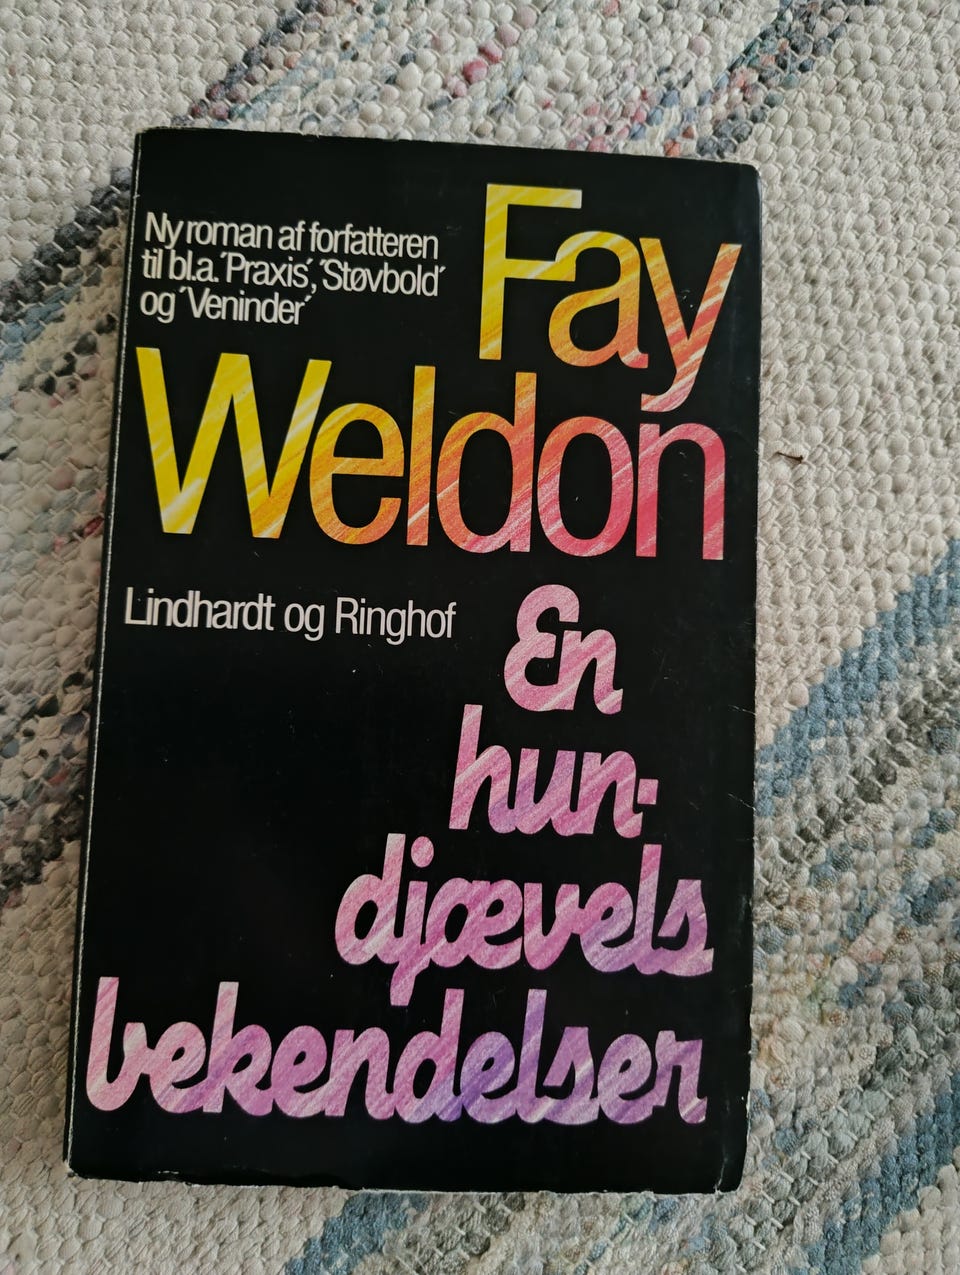 Ny roman af forfatteren
til bl.a. ´Praxis´, ´Støvbold´
og ´Veninder´
Fay
Weldon
Lindhardt og Ringhof
En
hun-
djævels
bekendelser